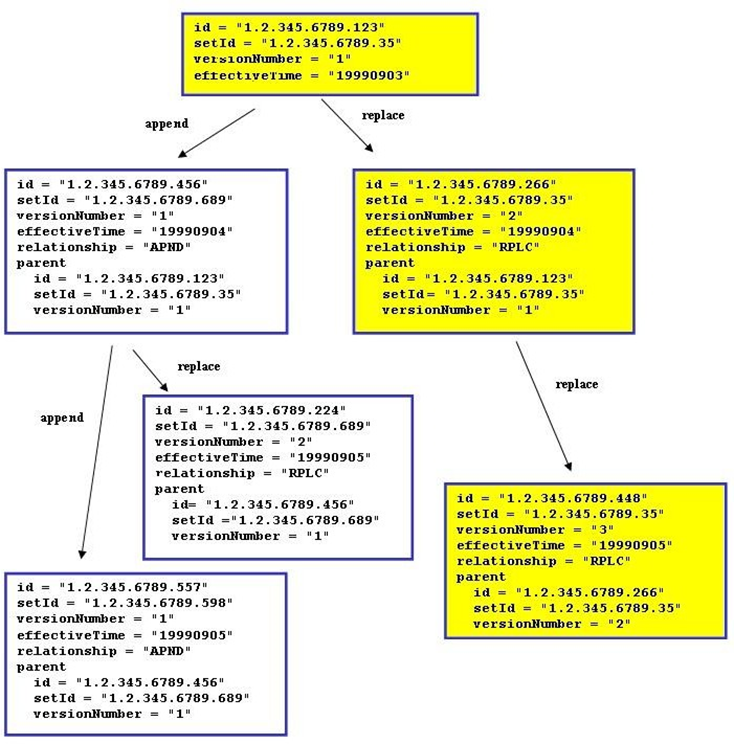 id = "1.2.345.6789.123"
setId = "1.2.345.6789.35"
versionNumber = "1"
effectiveTime = "19990903"
append
replace
id = "1.2.345.6789.456"
setId = "1.2.345.6789.689"
versionNumber = "1"
effectiveTime = "19990904"
relationship = "APND"
parent
id = "1.2.345.6789.123"
setId = "1.2.345.6789.35"
versionNumber = "1"
id = "1.2.345.6789.266"
setId = "1.2.345.6789.35"
versionNumber = "2"
effectiveTime = "19990904"
relationship = "RPLC"
parent
id = "1.2.345.6789.123"
setId= "1.2.345.6789.35"
versionNumber = "1"
append
replace
replace
id = "1.2.345.6789.224"
setId = "1.2.345.6789.689"
versionNumber = "2"
effectiveTime = "19990905"
relationship = "RPLC"
parent
id= "1.2.345.6789.456"
setId ="1.2.345.6789.689"
versionNumber = "1"
id = "1.2.345.6789.448"
setId = "1.2.345.6789.35"
versionNumber = "3"
effectiveTime = "19990905"
relationship = "RPLC"
parent
id = "1.2.345.6789.266"
setId = "1.2.345.6789.35"
versionNumber = "2"
id = "1.2.345.6789.557"
setId = "1.2.345.6789.598"
versionNumber = "1"
effectiveTime = "19990905"
relationship = "APND"
parent
id = "1.2.345.6789.456"
setId = "1.2.345.6789.689"
versionNumber = "1"